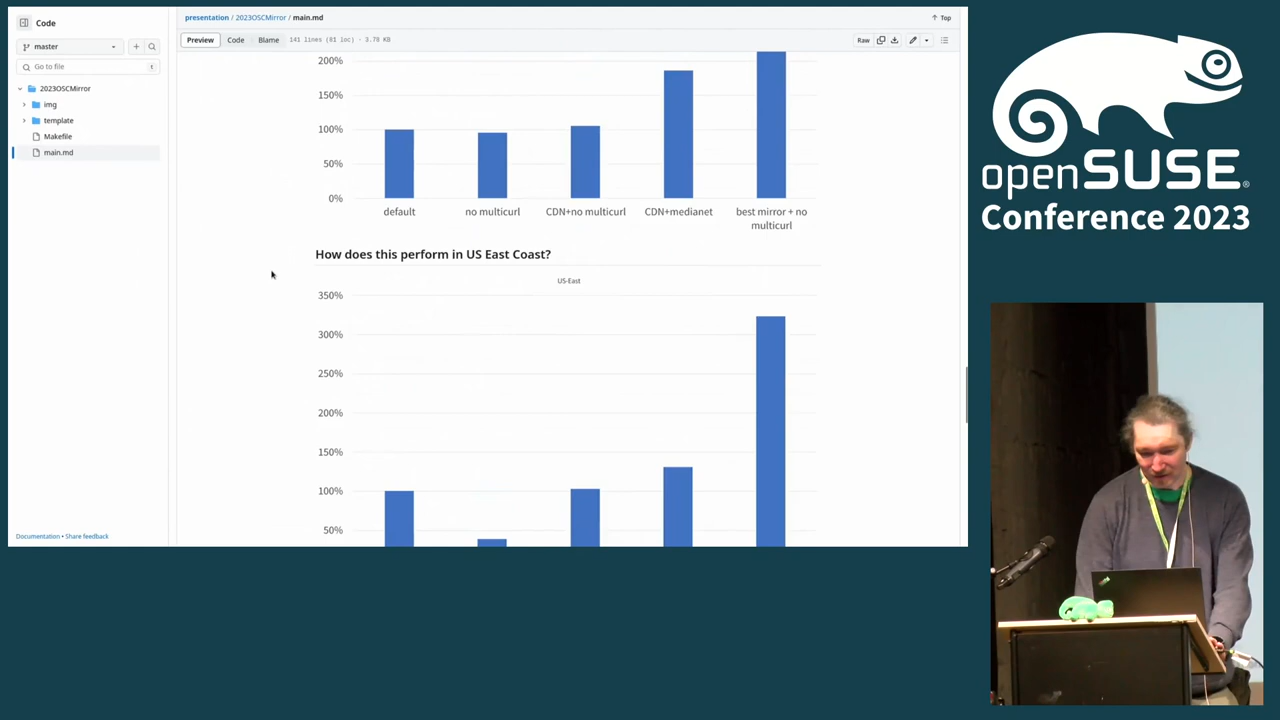 Code
presentation / 2023OSCMirror / main.md
Top
master
Preview
Code
Blame
141 lines (81 loc) · 3.78 KB
Raw
Go to file
t
2023OSCMirror
img
template
Makefile
main.md
200%
150%
100%
50%
0%
default
no multicurl
CDN+no multicurl
CDN+medianet
best mirror + no
multicurl
How does this perform in US East Coast?
US-East
350%
300%
250%
200%
150%
100%
50%
Documentation • Share feedback
openSUSE®
Conference 2023